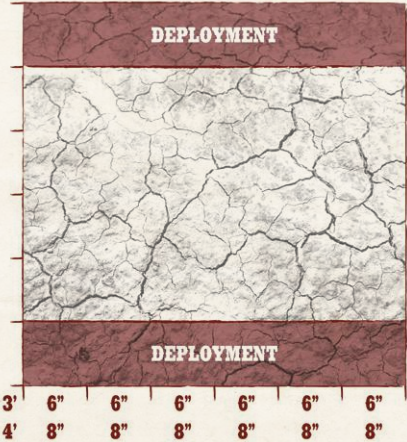 DEPLOYMENT
DEPLOYMENT
3' 6" 6" 6" 6" 6" 6"
4' 8" 8" 8" 8" 8" 8"